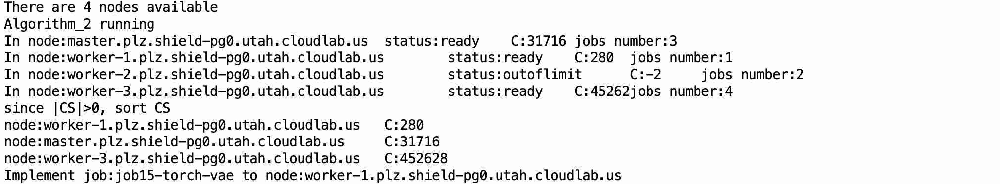 There are 4 nodes available
Algorithm_2 running
In node:master.plz.shield-pg0.utah.cloudlab.us  status:ready    C:31716 jobs number:3
In node:worker-1.plz.shield-pg0.utah.cloudlab.us        status:ready    C:280  jobs number:1
In node:worker-2.plz.shield-pg0.utah.cloudlab.us        status:outoflimit      C:-2     jobs number:2
In node:worker-3.plz.shield-pg0.utah.cloudlab.us        status:ready    C:45262jobs number:4
since |CS|>0, sort CS
node:worker-1.plz.shield-pg0.utah.cloudlab.us   C:280
node:master.plz.shield-pg0.utah.cloudlab.us     C:31716
node:worker-3.plz.shield-pg0.utah.cloudlab.us   C:452628
Implement job:job15-torch-vae to node:worker-1.plz.shield-pg0.utah.cloudlab.us